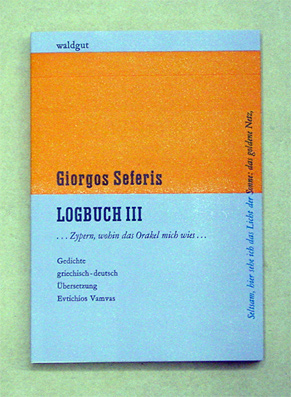 waldgut
Giorgos Seferis
LOGBUCH III
. . . Zypern, wohin das Orakel mich wies . . .
Gedichte
griechisch-deutsch
Übersetzung
Evtichios Vamvas
Seltsam, hier sehe ich das Licht der Sonne; das goldene Netz,